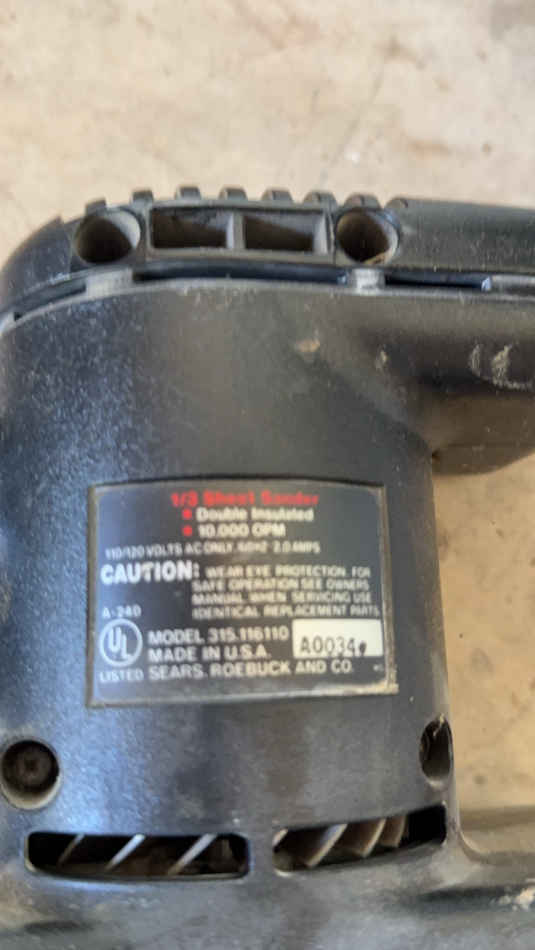 1/3 Sheet Sander
• Double Insulated
• 10,000 OPM
110/120 VOLTS AC ONLY 60HZ 2.0 AMPS
CAUTION: WEAR EYE PROTECTION. FOR
SAFE OPERATION SEE OWNERS
MANUAL. WHEN SERVICING USE
IDENTICAL REPLACEMENT PARTS
A-240
UL
LISTED
MODEL 315.116110
MADE IN U.S.A.
A0034
SEARS, ROEBUCK AND CO.